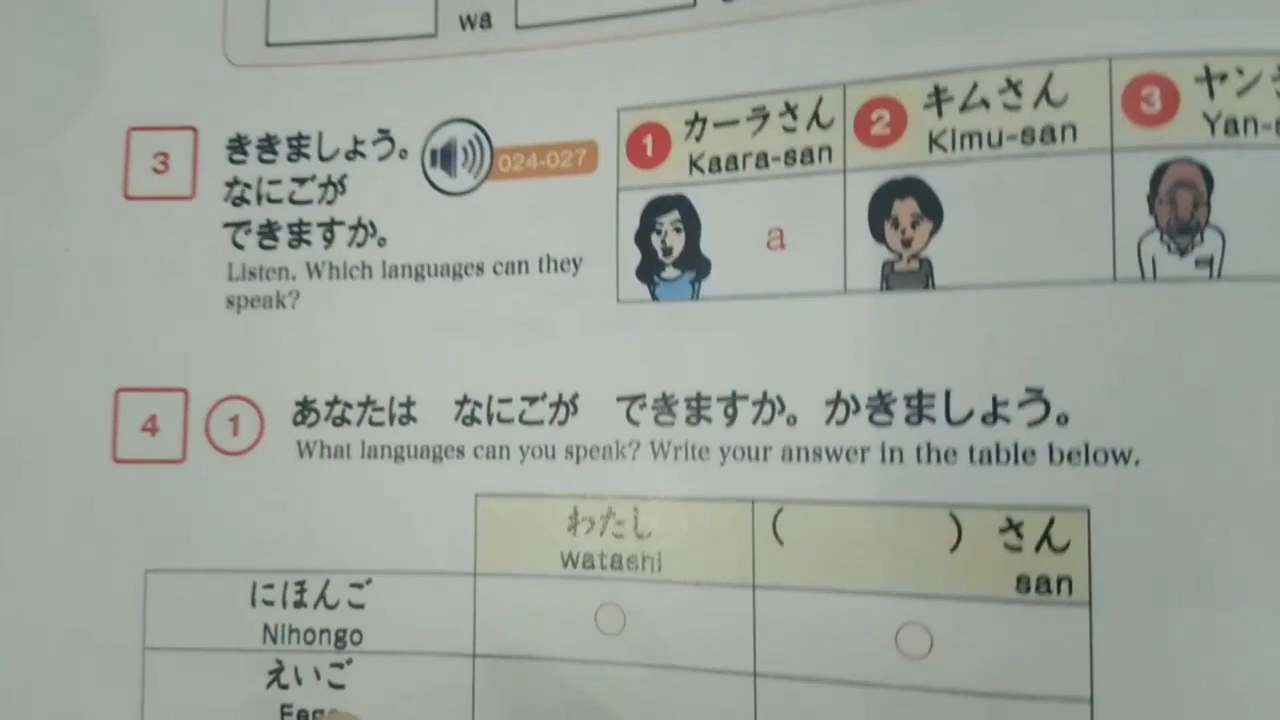 wa
3
ききましょう。
なにごが
できますか。
Listen. Which languages can they
speak?
024-027
1 カーラさん
Kaara-san
a
2 キムさん
Kimu-san
3 ヤン
Yan-
4 1 あなたは なにごが できますか。かきましょう。
What languages can you speak? Write your answer in the table below.
わたし
watashi
( ) さん
san
にほんご
Nihongo
えいご